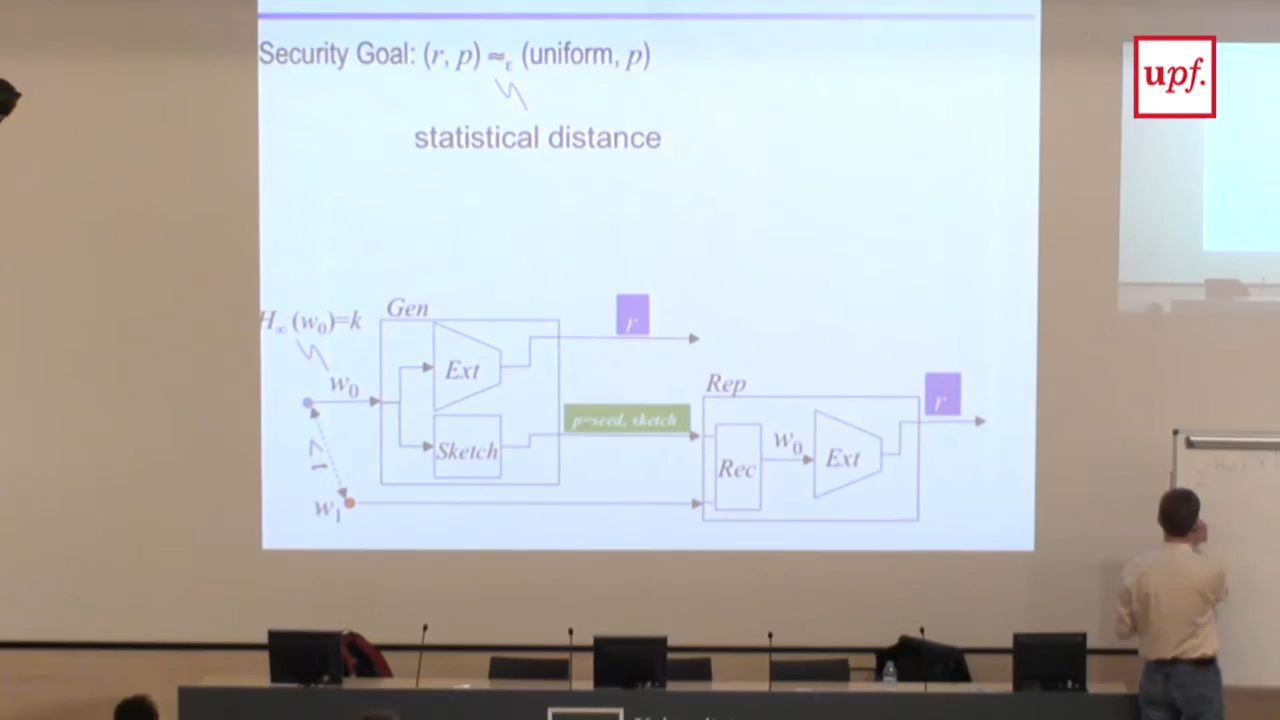 upf.
Security Goal: (r, p) ≈ε (uniform, p)
statistical distance
H∞(w₀)=k
Gen
r
Ext
w₀
Rep
r
p=seed, sketch
<t
Sketch
w₀
Rec
Ext
w₁